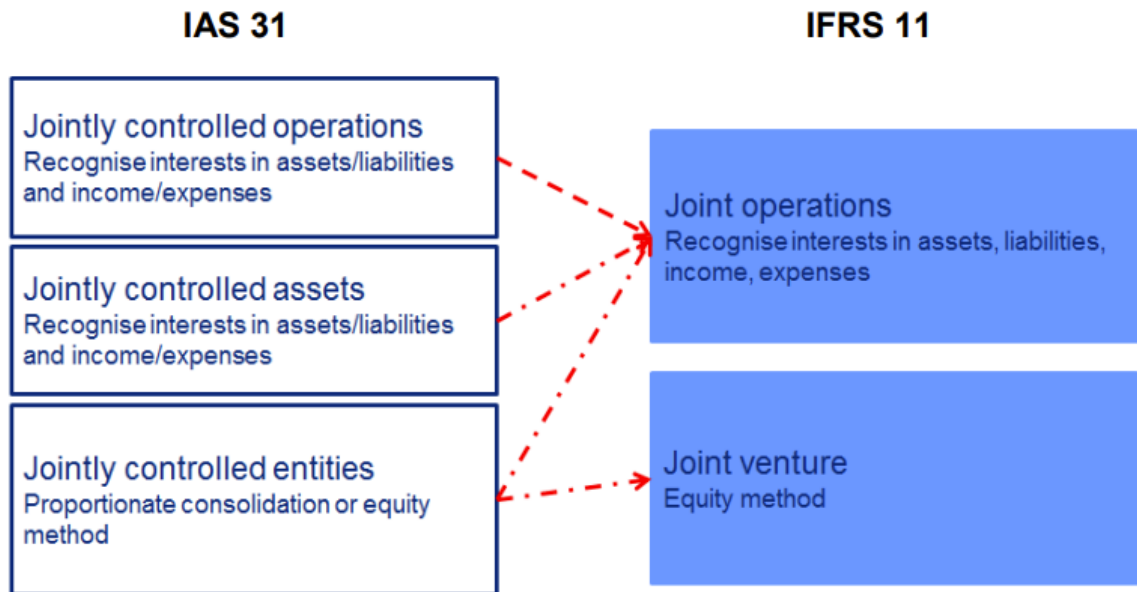 IAS 31
IFRS 11
Jointly controlled operations
Recognise interests in assets/liabilities
and income/expenses
Jointly controlled assets
Recognise interests in assets/liabilities
and income/expenses
Jointly controlled entities
Proportionate consolidation or equity
method
Joint operations
Recognise interests in assets, liabilities,
income, expenses
Joint venture
Equity method